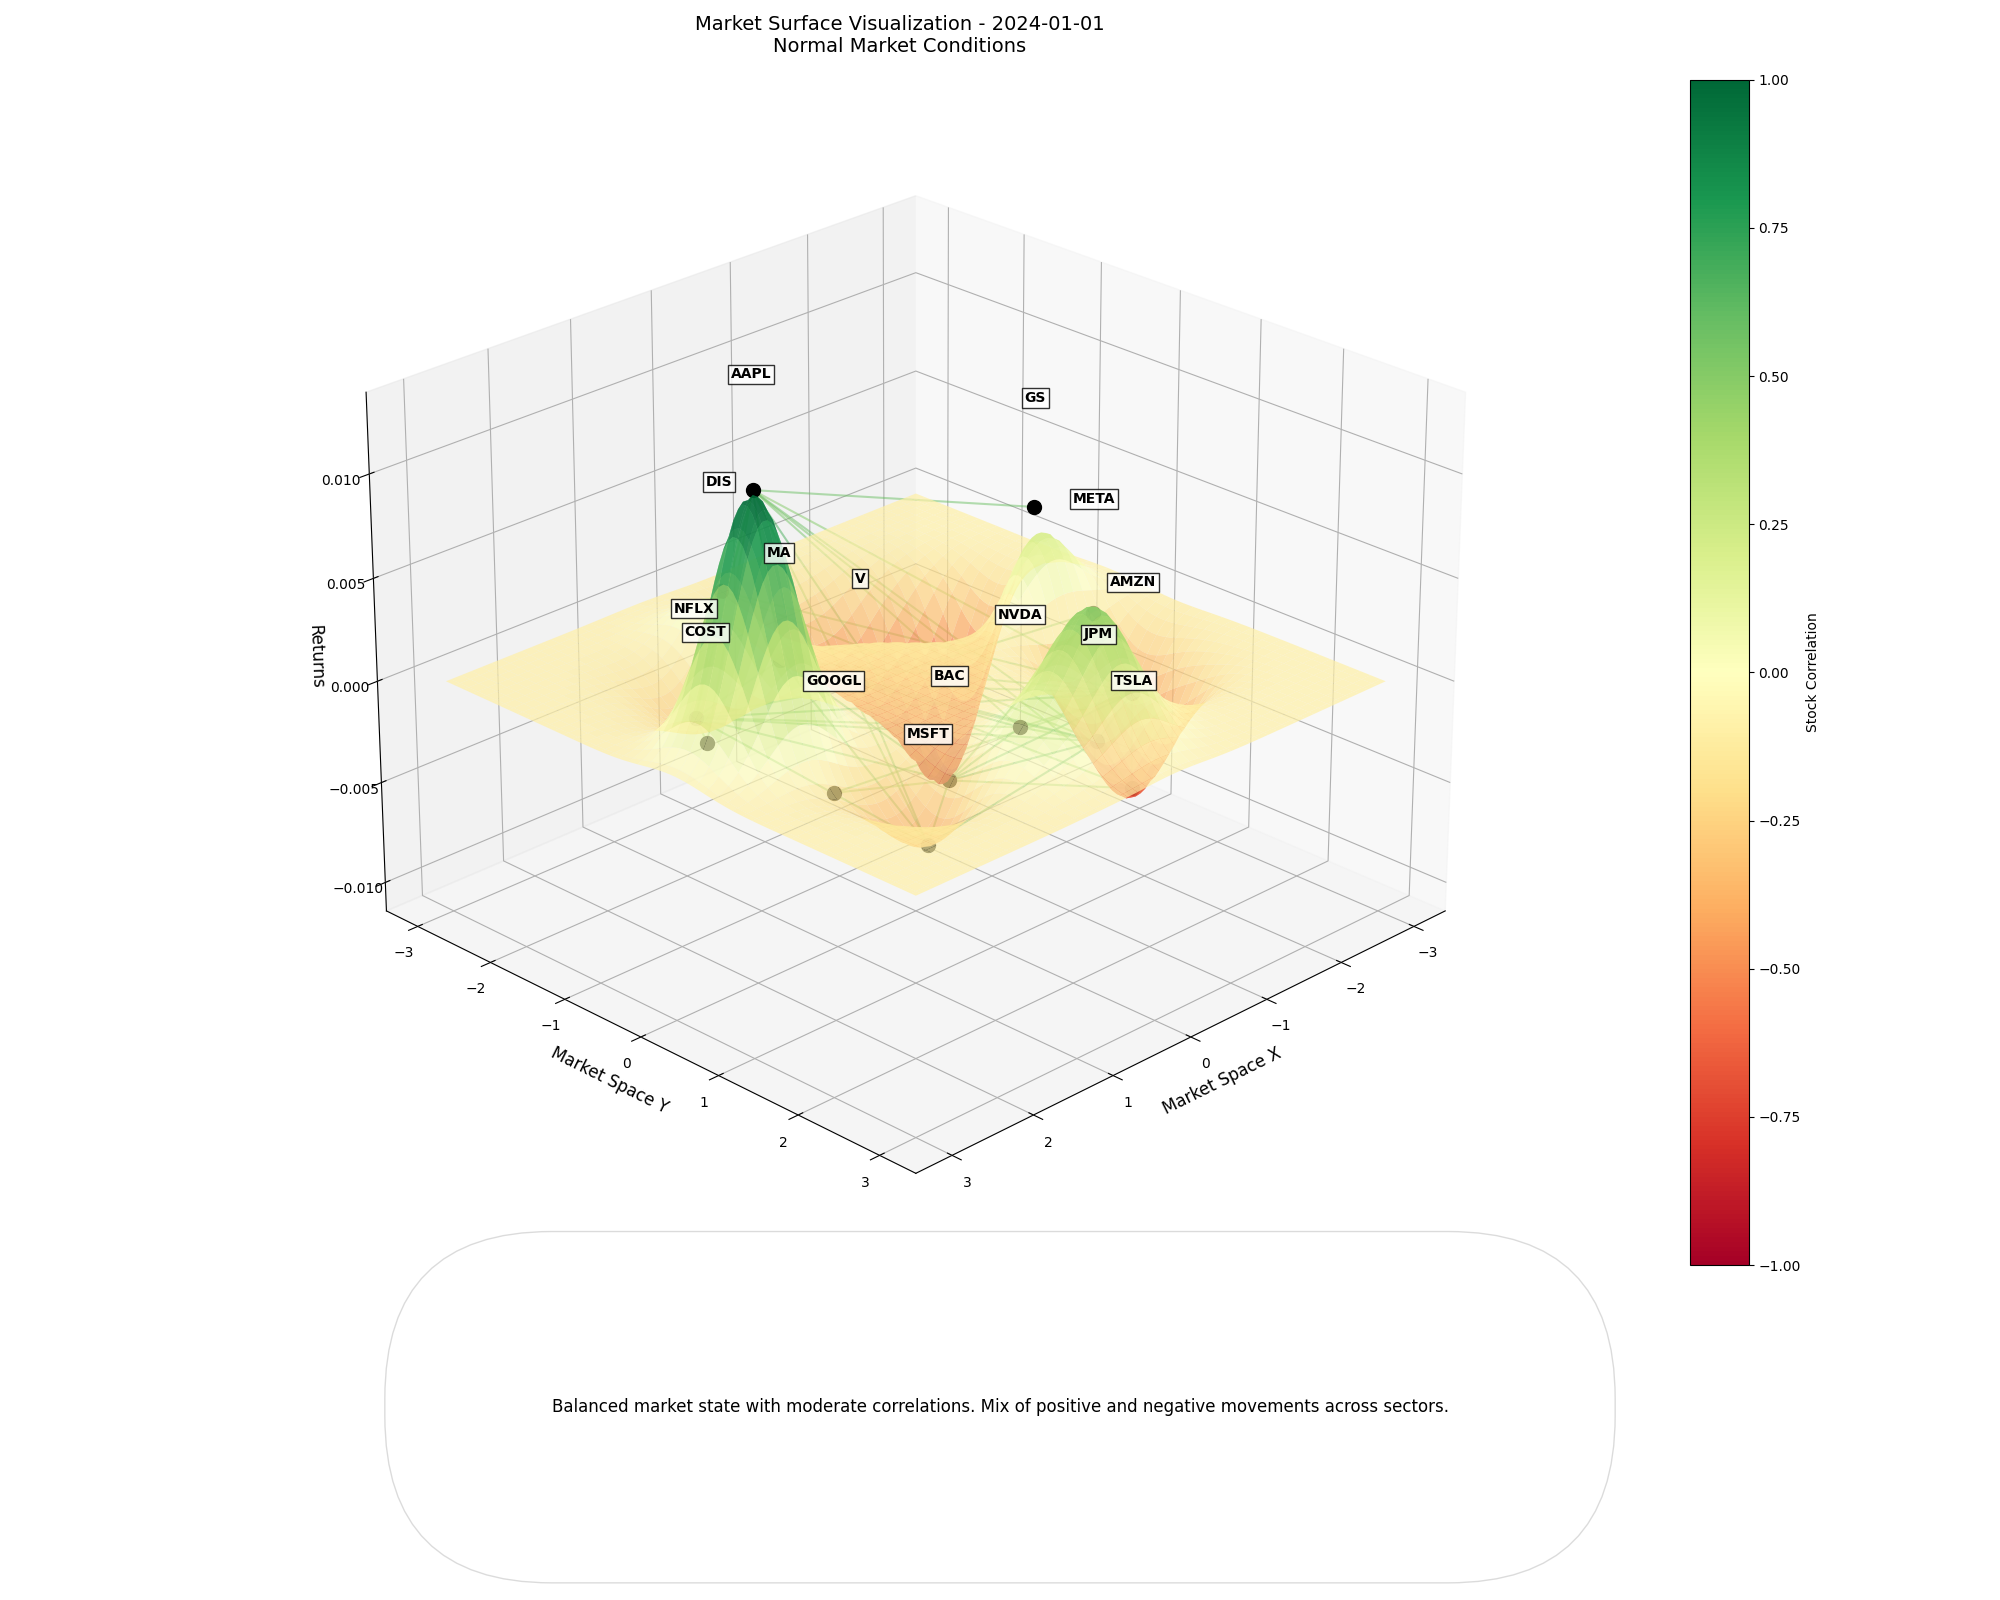 Market Surface Visualization - 2024-01-01
Normal Market Conditions
1.00
0.75
0.50
0.25
0.00
−0.25
−0.50
−0.75
−1.00
Stock Correlation
AAPL
GS
DIS
META
MA
V
AMZN
NFLX
NVDA
COST
JPM
BAC
GOOGL
TSLA
MSFT
0.010
0.005
0.000
−0.005
−0.010
Returns
−3
−2
−1
0
1
2
3
Market Space Y
3
2
1
0
−1
−2
−3
Market Space X
Balanced market state with moderate correlations. Mix of positive and negative movements across sectors.